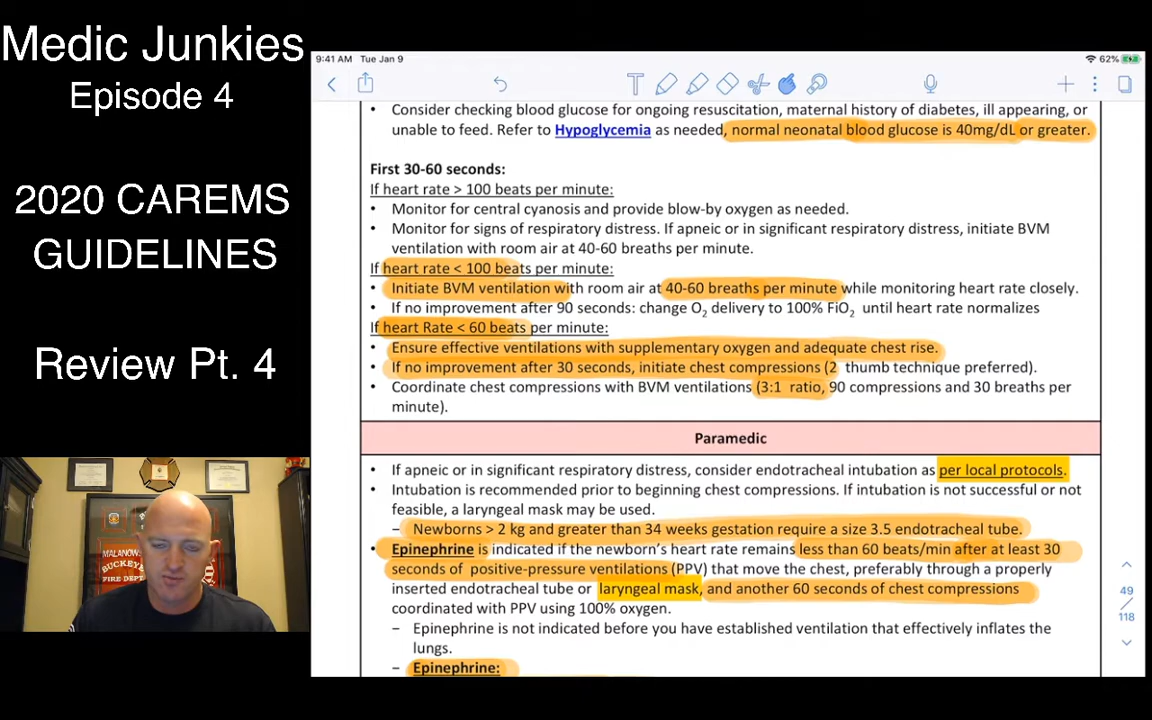 Medic Junkies
Episode 4
2020 CAREMS
GUIDELINES
Review Pt. 4
9:41 AM Tue Jan 9
62%
• Consider checking blood glucose for ongoing resuscitation, maternal history of diabetes, ill appearing, or
unable to feed. Refer to Hypoglycemia as needed, normal neonatal blood glucose is 40mg/dL or greater.
First 30-60 seconds:
If heart rate > 100 beats per minute:
• Monitor for central cyanosis and provide blow-by oxygen as needed.
• Monitor for signs of respiratory distress. If apneic or in significant respiratory distress, initiate BVM
ventilation with room air at 40-60 breaths per minute.
If heart rate < 100 beats per minute:
• Initiate BVM ventilation with room air at 40-60 breaths per minute while monitoring heart rate closely.
• If no improvement after 90 seconds: change O2 delivery to 100% FiO2 until heart rate normalizes
If heart Rate < 60 beats per minute:
• Ensure effective ventilations with supplementary oxygen and adequate chest rise.
• If no improvement after 30 seconds, initiate chest compressions (2 thumb technique preferred).
• Coordinate chest compressions with BVM ventilations (3:1 ratio, 90 compressions and 30 breaths per
minute).
Paramedic
• If apneic or in significant respiratory distress, consider endotracheal intubation as per local protocols.
• Intubation is recommended prior to beginning chest compressions. If intubation is not successful or not
feasible, a laryngeal mask may be used.
− Newborns > 2 kg and greater than 34 weeks gestation require a size 3.5 endotracheal tube.
• Epinephrine is indicated if the newborn's heart rate remains less than 60 beats/min after at least 30
seconds of positive-pressure ventilations (PPV) that move the chest, preferably through a properly
inserted endotracheal tube or laryngeal mask, and another 60 seconds of chest compressions
coordinated with PPV using 100% oxygen.
− Epinephrine is not indicated before you have established ventilation that effectively inflates the
lungs.
− Epinephrine:
49
/
118
MALANOWS
BUCKEYE
FIRE DEPT